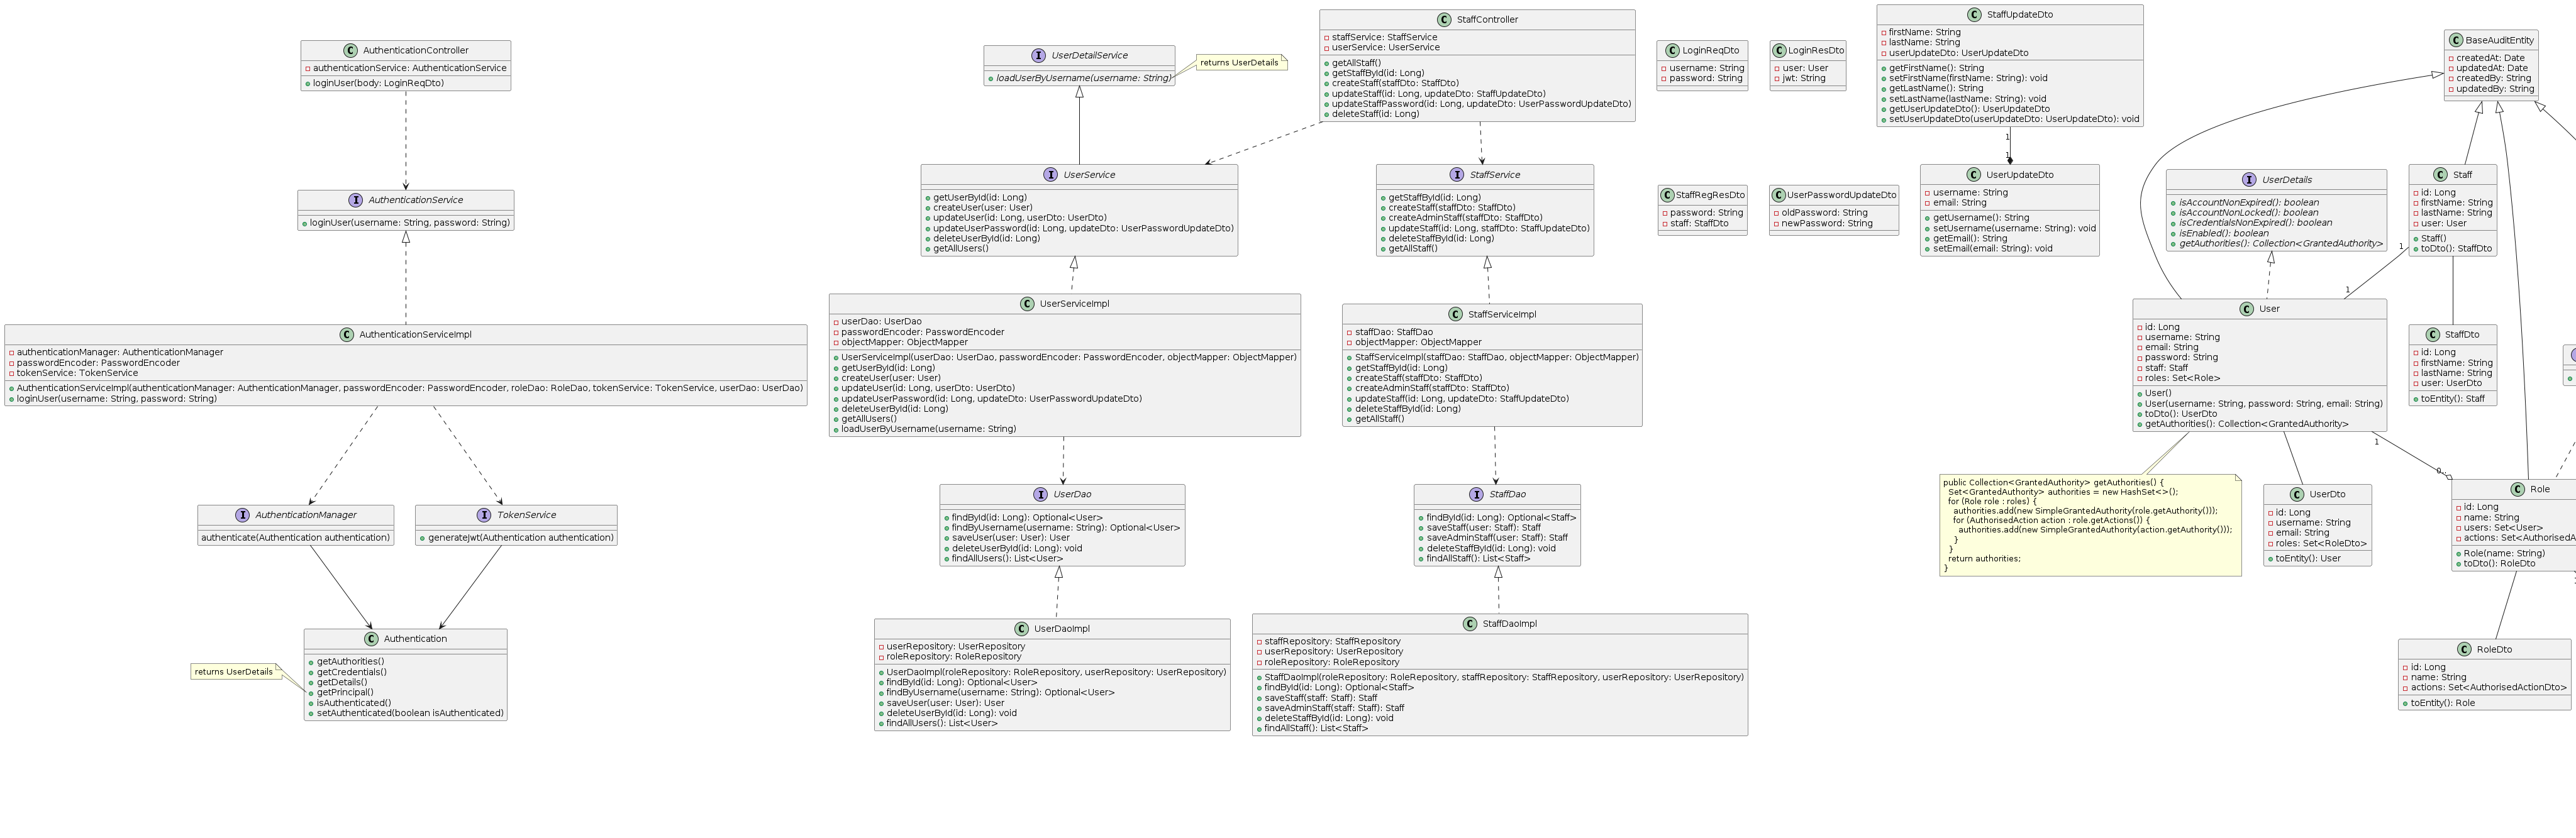 AuthenticationController
authenticationService: AuthenticationService
loginUser(body: LoginReqDto)
AuthenticationService
loginUser(username: String, password: String)
AuthenticationServiceImpl
authenticationManager: AuthenticationManager
passwordEncoder: PasswordEncoder
tokenService: TokenService
AuthenticationServiceImpl(authenticationManager: AuthenticationManager, passwordEncoder: PasswordEncoder, roleDao: RoleDao, tokenService: TokenService, userDao: UserDao)
loginUser(username: String, password: String)
AuthenticationManager
authenticate(Authentication authentication)
TokenService
generateJwt(Authentication authentication)
Authentication
getAuthorities()
getCredentials()
getDetails()
getPrincipal()
isAuthenticated()
setAuthenticated(boolean isAuthenticated)
returns UserDetails
UserDetailService
loadUserByUsername(username: String)
returns UserDetails
StaffController
staffService: StaffService
userService: UserService
getAllStaff()
getStaffById(id: Long)
createStaff(staffDto: StaffDto)
updateStaff(id: Long, updateDto: StaffUpdateDto)
updateStaffPassword(id: Long, updateDto: UserPasswordUpdateDto)
deleteStaff(id: Long)
UserService
getUserById(id: Long)
createUser(user: User)
updateUser(id: Long, userDto: UserDto)
updateUserPassword(id: Long, updateDto: UserPasswordUpdateDto)
deleteUserById(id: Long)
getAllUsers()
StaffService
getStaffById(id: Long)
createStaff(staffDto: StaffDto)
createAdminStaff(staffDto: StaffDto)
updateStaff(id: Long, staffDto: StaffUpdateDto)
deleteStaffById(id: Long)
getAllStaff()
UserServiceImpl
userDao: UserDao
passwordEncoder: PasswordEncoder
objectMapper: ObjectMapper
UserServiceImpl(userDao: UserDao, passwordEncoder: PasswordEncoder, objectMapper: ObjectMapper)
getUserById(id: Long)
createUser(user: User)
updateUser(id: Long, userDto: UserDto)
updateUserPassword(id: Long, updateDto: UserPasswordUpdateDto)
deleteUserById(id: Long)
getAllUsers()
loadUserByUsername(username: String)
StaffServiceImpl
staffDao: StaffDao
objectMapper: ObjectMapper
StaffServiceImpl(staffDao: StaffDao, objectMapper: ObjectMapper)
getStaffById(id: Long)
createStaff(staffDto: StaffDto)
createAdminStaff(staffDto: StaffDto)
updateStaff(id: Long, updateDto: StaffUpdateDto)
deleteStaffById(id: Long)
getAllStaff()
UserDao
findById(id: Long): Optional<User>
findByUsername(username: String): Optional<User>
saveUser(user: User): User
deleteUserById(id: Long): void
findAllUsers(): List<User>
StaffDao
findById(id: Long): Optional<Staff>
saveStaff(user: Staff): Staff
saveAdminStaff(user: Staff): Staff
deleteStaffById(id: Long): void
findAllStaff(): List<Staff>
UserDaoImpl
userRepository: UserRepository
roleRepository: RoleRepository
UserDaoImpl(roleRepository: RoleRepository, userRepository: UserRepository)
findById(id: Long): Optional<User>
findByUsername(username: String): Optional<User>
saveUser(user: User): User
deleteUserById(id: Long): void
findAllUsers(): List<User>
StaffDaoImpl
staffRepository: StaffRepository
userRepository: UserRepository
roleRepository: RoleRepository
StaffDaoImpl(roleRepository: RoleRepository, staffRepository: StaffRepository, userRepository: UserRepository)
findById(id: Long): Optional<Staff>
saveStaff(staff: Staff): Staff
saveAdminStaff(staff: Staff): Staff
deleteStaffById(id: Long): void
findAllStaff(): List<Staff>
LoginReqDto
username: String
password: String
LoginResDto
user: User
jwt: String
StaffRegResDto
password: String
staff: StaffDto
UserPasswordUpdateDto
oldPassword: String
newPassword: String
StaffUpdateDto
firstName: String
lastName: String
userUpdateDto: UserUpdateDto
getFirstName(): String
setFirstName(firstName: String): void
getLastName(): String
setLastName(lastName: String): void
getUserUpdateDto(): UserUpdateDto
setUserUpdateDto(userUpdateDto: UserUpdateDto): void
1
1
UserUpdateDto
username: String
email: String
getUsername(): String
setUsername(username: String): void
getEmail(): String
setEmail(email: String): void
BaseAuditEntity
createdAt: Date
updatedAt: Date
createdBy: String
updatedBy: String
UserDetails
isAccountNonExpired(): boolean
isAccountNonLocked(): boolean
isCredentialsNonExpired(): boolean
isEnabled(): boolean
getAuthorities(): Collection<GrantedAuthority>
Staff
id: Long
firstName: String
lastName: String
user: User
Staff()
toDto(): StaffDto
1
1
User
id: Long
username: String
email: String
password: String
staff: Staff
roles: Set<Role>
User()
User(username: String, password: String, email: String)
toDto(): UserDto
getAuthorities(): Collection<GrantedAuthority>
StaffDto
id: Long
firstName: String
lastName: String
user: UserDto
toEntity(): Staff
1
0..
public Collection<GrantedAuthority> getAuthorities() {
Set<GrantedAuthority> authorities = new HashSet<>();
for (Role role : roles) {
authorities.add(new SimpleGrantedAuthority(role.getAuthority()));
for (AuthorisedAction action : role.getActions()) {
authorities.add(new SimpleGrantedAuthority(action.getAuthority()));
}
}
return authorities;
}
UserDto
id: Long
username: String
email: String
roles: Set<RoleDto>
toEntity(): User
Role
id: Long
name: String
users: Set<User>
actions: Set<AuthorisedA
Role(name: String)
toDto(): RoleDto
RoleDto
id: Long
name: String
actions: Set<AuthorisedActionDto>
toEntity(): Role